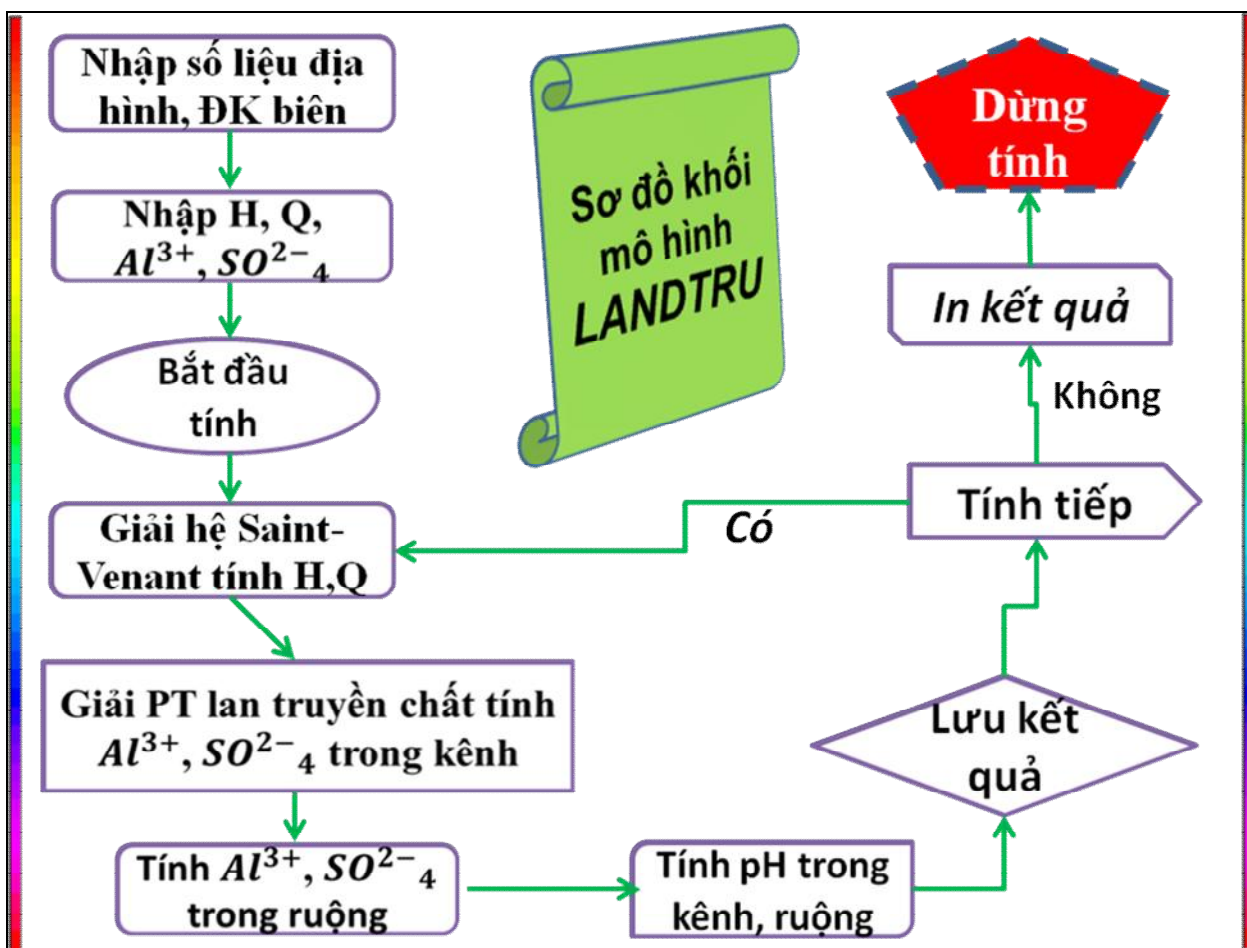 Nhập số liệu địa
hình, ĐK biên
Nhập H, Q,
Al³⁺, SO²⁻₄
Bắt đầu
tính
Giải hệ Saint-
Venant tính H,Q
Giải PT lan truyền chất tính
Al³⁺, SO²⁻₄ trong kênh
Tính Al³⁺, SO²⁻₄
trong ruộng
Tính pH trong
kênh, ruộng
Lưu kết
quả
Tính tiếp
Có
Không
In kết quả
Dừng
tính
Sơ đồ khối
mô hình
LANDTRU